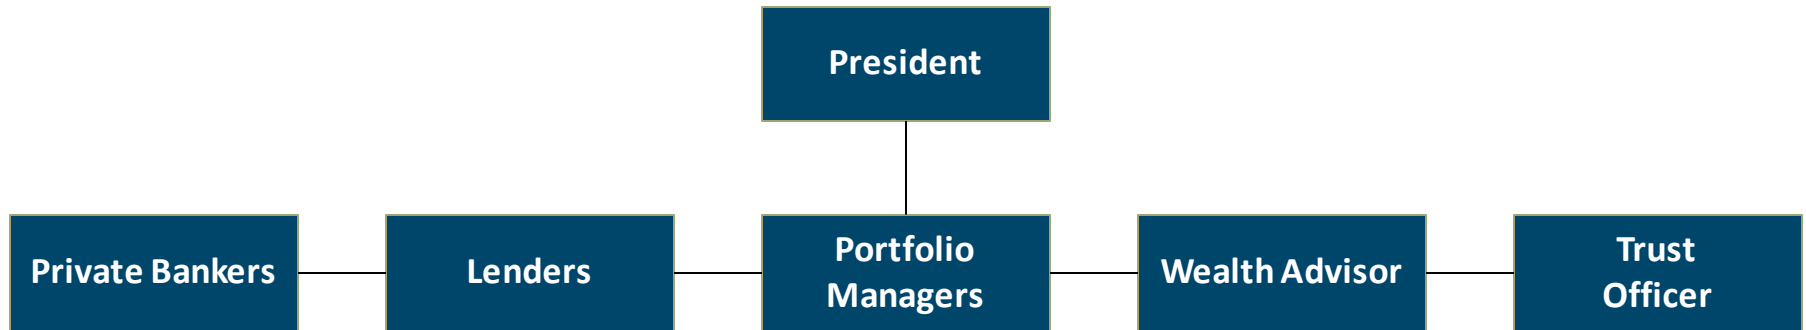 President
Private Bankers
Lenders
Portfolio
Managers
Wealth Advisor
Trust
Officer